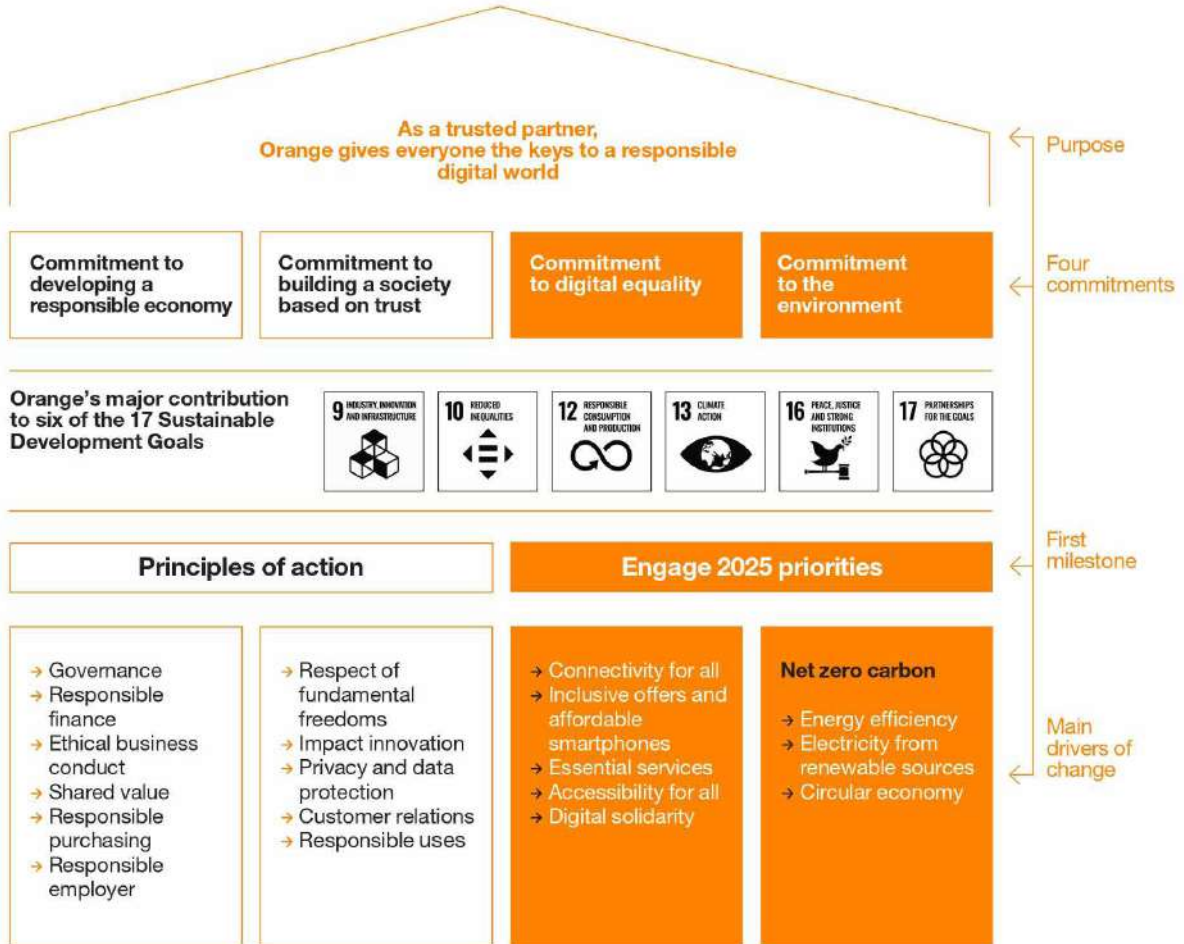 As a trusted partner,
Orange gives everyone the keys to a responsible
digital world
Purpose
Commitment to
developing a
responsible economy
Commitment to
building a society
based on trust
Commitment
to digital equality
Commitment
to the
environment
Four
commitments
Orange's major contribution
to six of the 17 Sustainable
Development Goals
9 INDUSTRY, INNOVATION
AND INFRASTRUCTURE
10 REDUCED
INEQUALITIES
12 RESPONSIBLE
CONSUMPTION
AND PRODUCTION
13 CLIMATE
ACTION
16 PEACE, JUSTICE
AND STRONG
INSTITUTIONS
17 PARTNERSHIPS
FOR THE GOALS
Principles of action
Engage 2025 priorities
First
milestone
→ Governance
→ Responsible
finance
→ Ethical business
conduct
→ Shared value
→ Responsible
purchasing
→ Responsible
employer
→ Respect of
fundamental
freedoms
→ Impact innovation
→ Privacy and data
protection
→ Customer relations
→ Responsible uses
→ Connectivity for all
→ Inclusive offers and
affordable
smartphones
→ Essential services
→ Accessibility for all
→ Digital solidarity
Net zero carbon
→ Energy efficiency
→ Electricity from
renewable sources
→ Circular economy
Main
drivers of
change